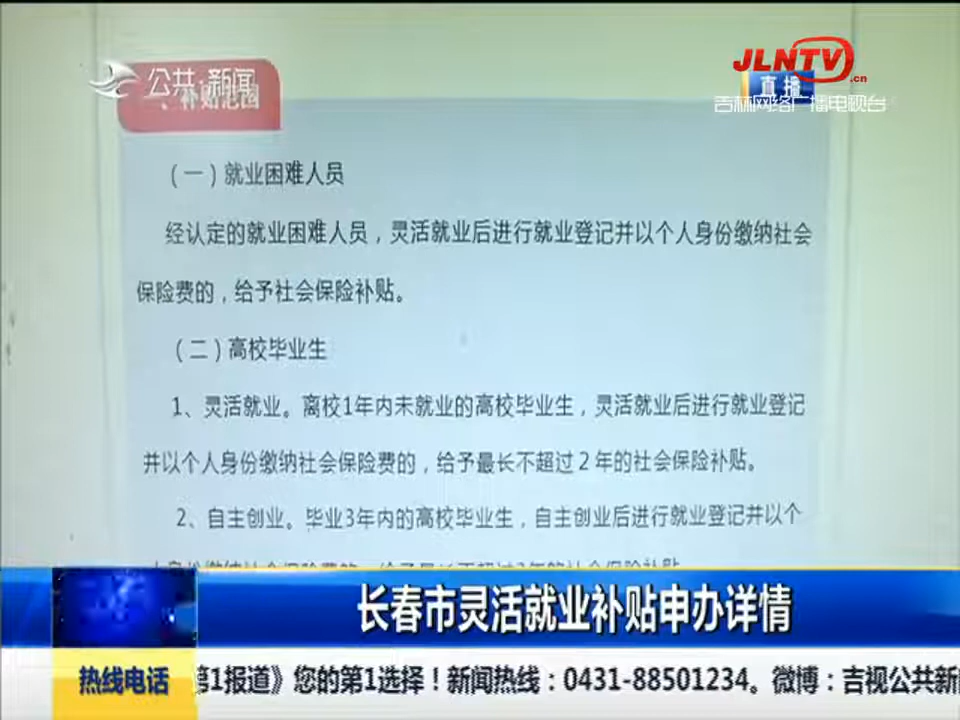 公共·新闻
JLNTV.cn
直播
吉林网络广播电视台
、补贴范围
（一）就业困难人员
经认定的就业困难人员，灵活就业后进行就业登记并以个人身份缴纳社会
保险费的，给予社会保险补贴。
（二）高校毕业生
1、灵活就业。离校1年内未就业的高校毕业生，灵活就业后进行就业登记
并以个人身份缴纳社会保险费的，给予最长不超过2年的社会保险补贴。
2、自主创业。毕业3年内的高校毕业生，自主创业后进行就业登记并以个
长春市灵活就业补贴申办详情
热线电话
第1报道》您的第1选择！新闻热线：0431-88501234。微博：吉视公共新闻